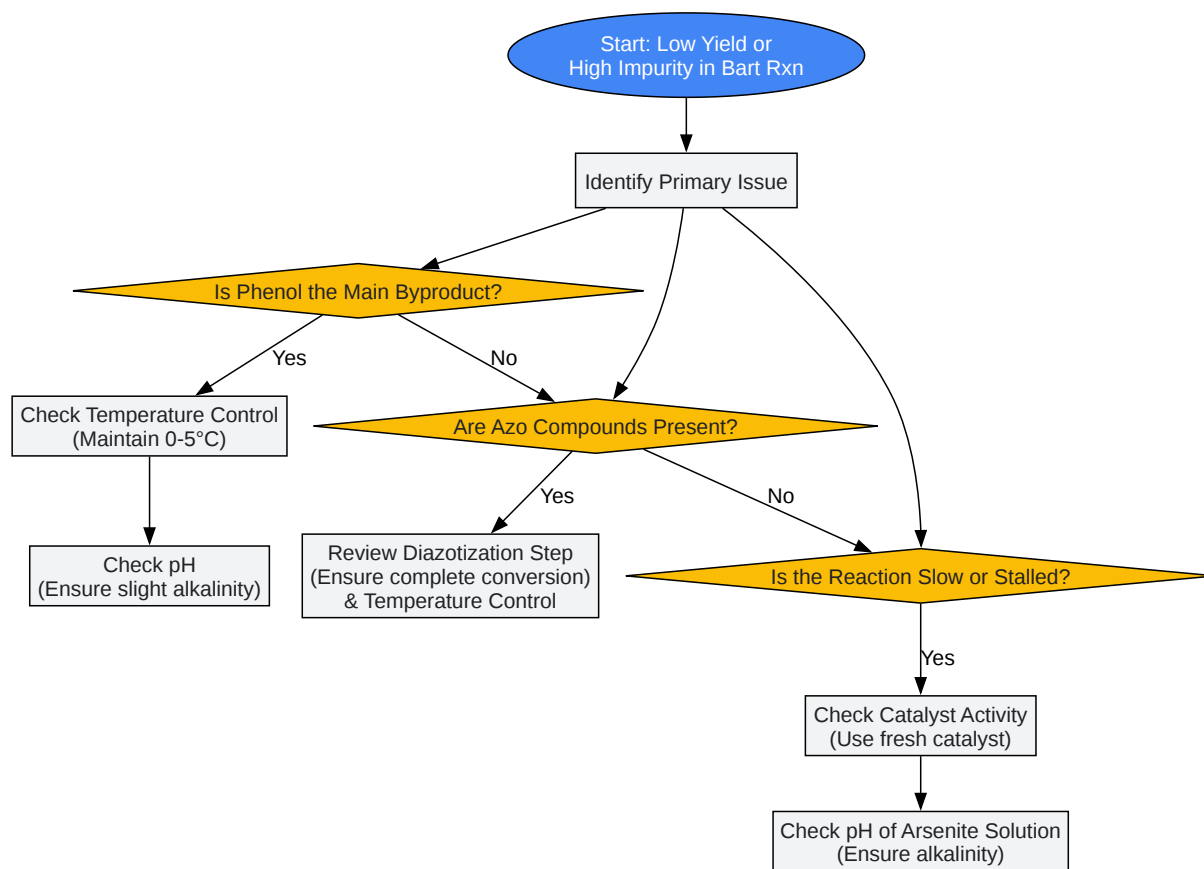 Start: Low Yield or
High Impurity in Bart Rxn
Identify Primary Issue
Is Phenol the Main Byproduct?
Yes
No
Check Temperature Control
(Maintain 0-5°C)
Are Azo Compounds Present?
Yes
No
Check pH
(Ensure slight alkalinity)
Review Diazotization Step
(Ensure complete conversion)
& Temperature Control
Is the Reaction Slow or Stalled?
Yes
Check Catalyst Activity
(Use fresh catalyst)
Check pH of Arsenite Solution
(Ensure alkalinity)